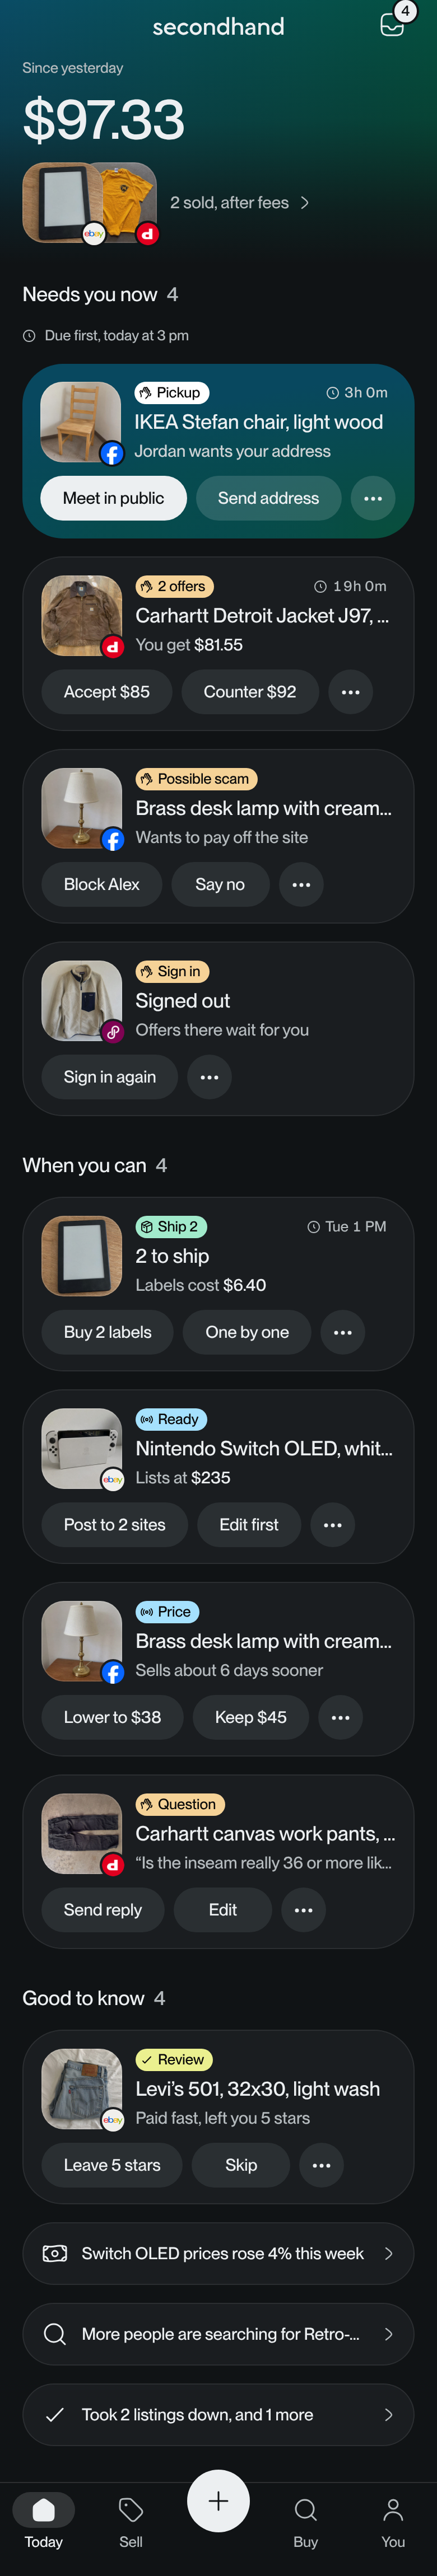 secondhand
4
Since yesterday
$97.33
ebay
d
2 sold, after fees
Needs you now 4
Due first, today at 3 pm
Pickup
3h 0m
IKEA Stefan chair, light wood
Jordan wants your address
Meet in public
Send address
2 offers
19h 0m
Carhartt Detroit Jacket J97, ...
You get $81.55
d
Accept $85
Counter $92
Possible scam
Brass desk lamp with cream...
Wants to pay off the site
Block Alex
Say no
Sign in
Signed out
Offers there wait for you
Sign in again
When you can 4
Ship 2
Tue 1 PM
2 to ship
Labels cost $6.40
Buy 2 labels
One by one
Ready
Nintendo Switch OLED, whit...
Lists at $235
ebay
Post to 2 sites
Edit first
Price
Brass desk lamp with cream...
Sells about 6 days sooner
Lower to $38
Keep $45
Question
Carhartt canvas work pants, ...
“Is the inseam really 36 or more lik...
d
Send reply
Edit
Good to know 4
Review
Levi’s 501, 32x30, light wash
Paid fast, left you 5 stars
ebay
Leave 5 stars
Skip
Switch OLED prices rose 4% this week
More people are searching for Retro-...
Took 2 listings down, and 1 more
Today
Sell
Buy
You